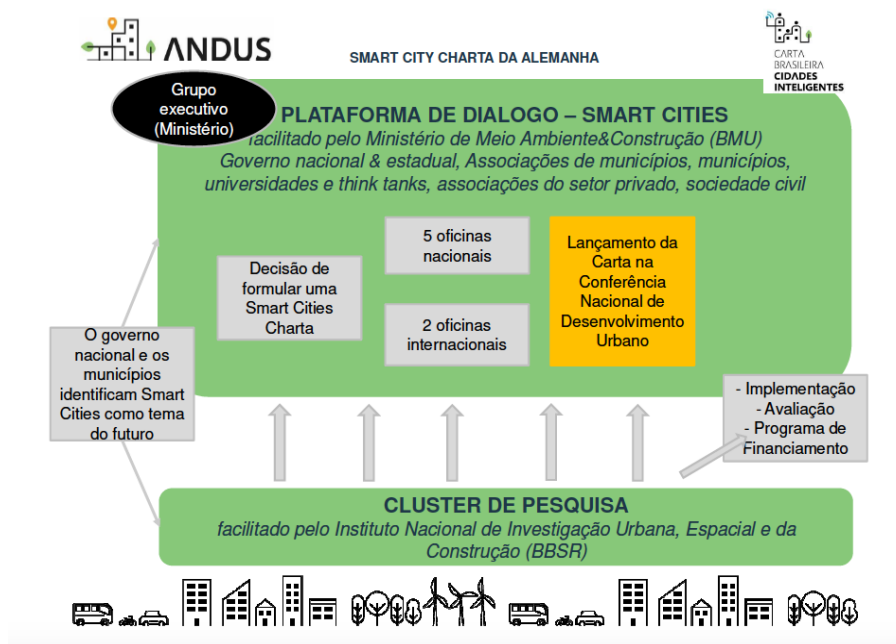 ANDUS
SMART CITY CHARTA DA ALEMANHA
CARTA
BRASILEIRA
CIDADES
INTELIGENTES
Grupo
executivo
(Ministério)
PLATAFORMA DE DIALOGO – SMART CITIES
facilitado pelo Ministério de Meio Ambiente&Construção (BMU)
Governo nacional & estadual, Associações de municípios, municípios,
universidades e think tanks, associações do setor privado, sociedade civil
Decisão de
formular uma
Smart Cities
Charta
5 oficinas
nacionais
2 oficinas
internacionais
Lançamento da
Carta na
Conferência
Nacional de
Desenvolvimento
Urbano
O governo
nacional e os
municípios
identificam Smart
Cities como tema
do futuro
- Implementação
- Avaliação
- Programa de
Financiamento
CLUSTER DE PESQUISA
facilitado pelo Instituto Nacional de Investigação Urbana, Espacial e da
Construção (BBSR)